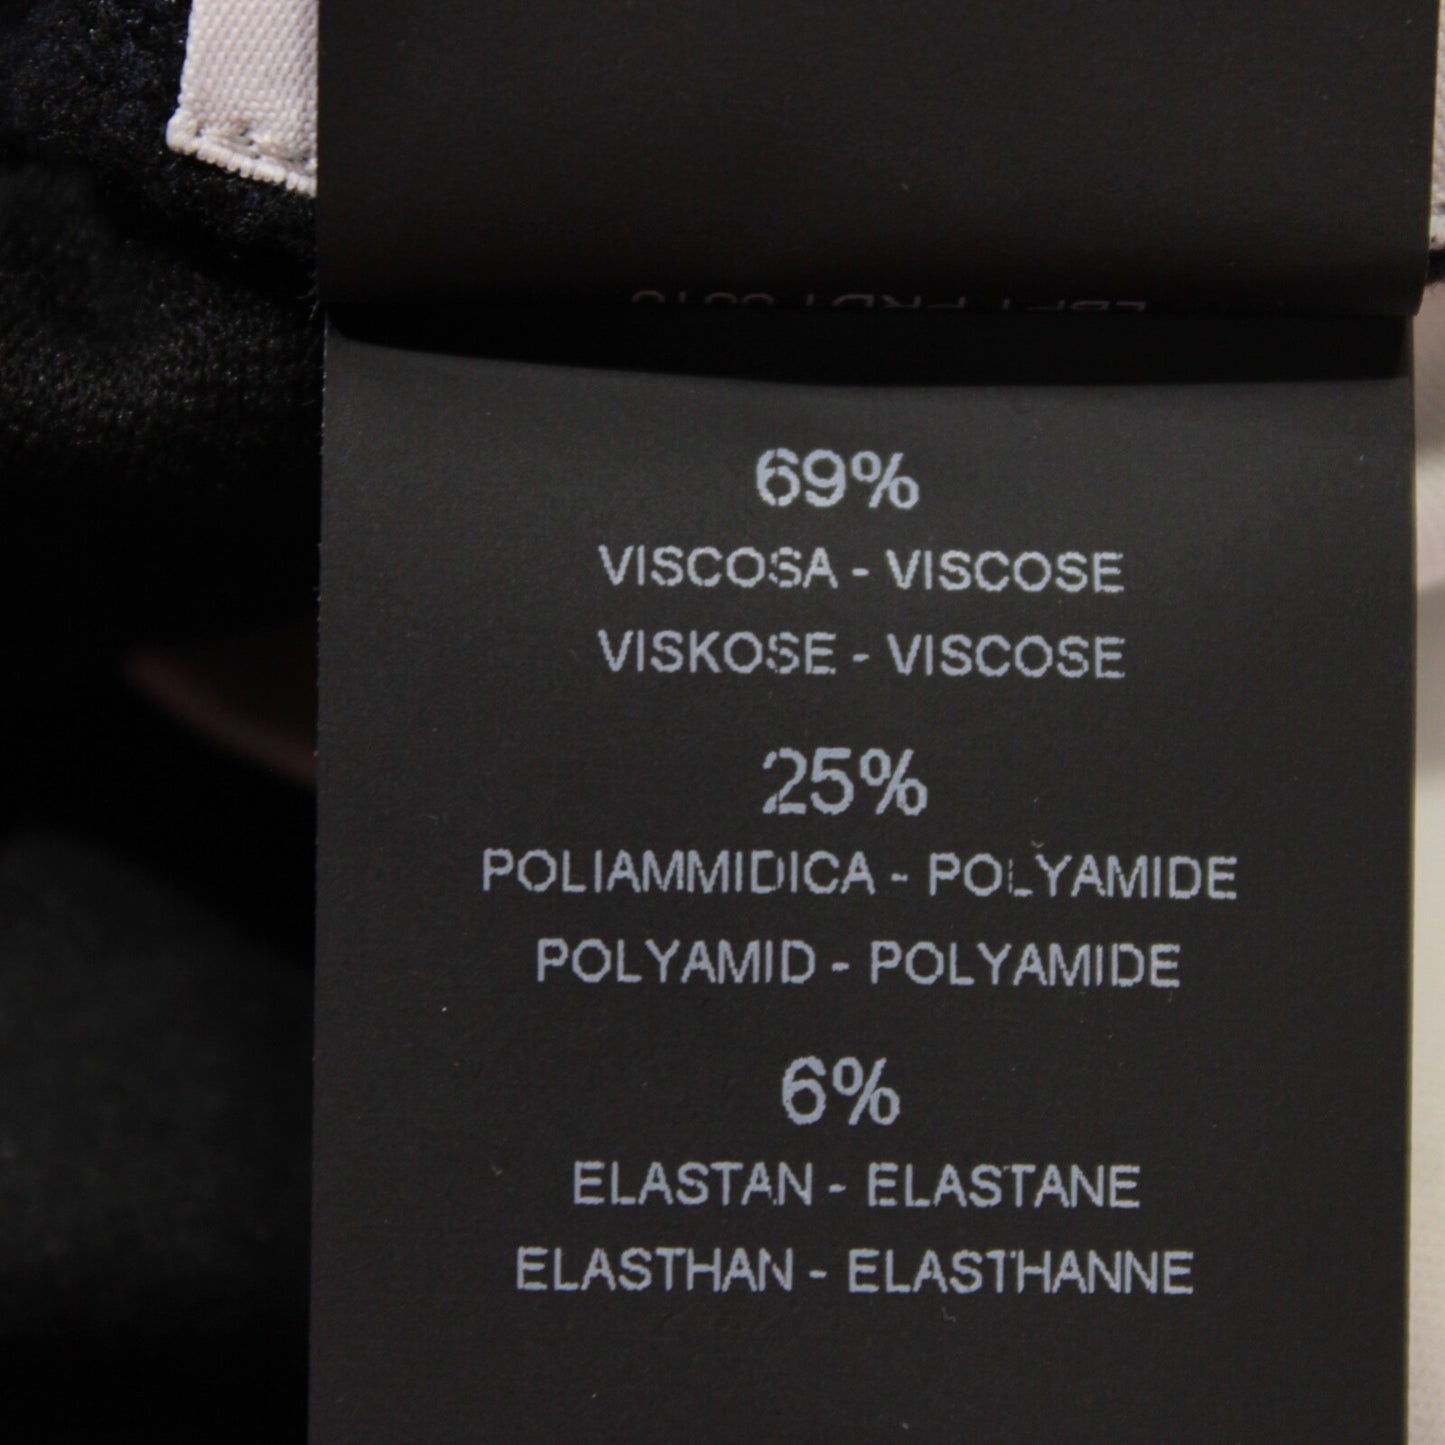 69%
VISCOSA - VISCOSE
VISKOSE - VISCOSE
25%
POLIAMMIDICA - POLYAMIDE
POLYAMID - POLYAMIDE
6%
ELASTAN - ELASTANE
ELASTHAN - ELASTHANNE